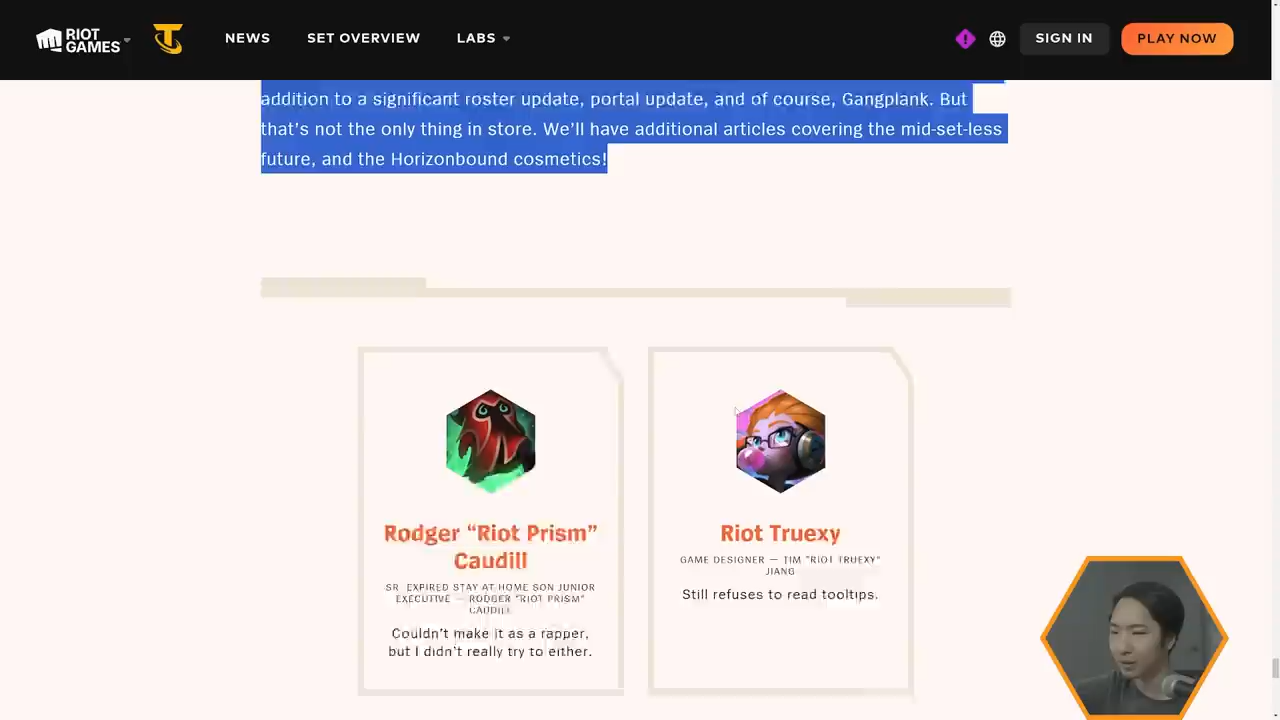 RIOT GAMES
NEWS
SET OVERVIEW
LABS
SIGN IN
PLAY NOW
addition to a significant roster update, portal update, and of course, Gangplank. But
that’s not the only thing in store. We’ll have additional articles covering the mid-set-less
future, and the Horizonbound cosmetics!
Rodger “Riot Prism”
Caudill
SR. EXPIRED STAY AT HOME SON JUNIOR
EXECUTIVE — RODGER "RIOT PRISM"
CAUDILL
Couldn’t make it as a rapper,
but I didn’t really try to either.
Riot Truexy
GAME DESIGNER — TIM "RIOT TRUEXY"
JIANG
Still refuses to read tooltips.